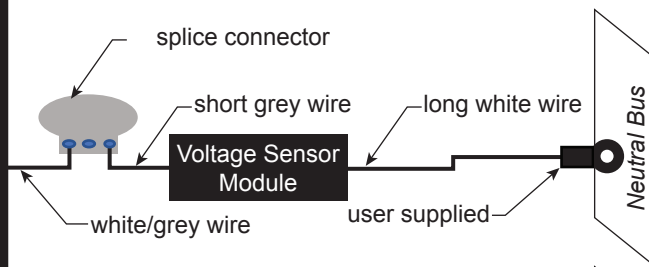 splice connector
short grey wire
long white wire
Voltage Sensor
Module
white/grey wire
user supplied
Neutral Bus